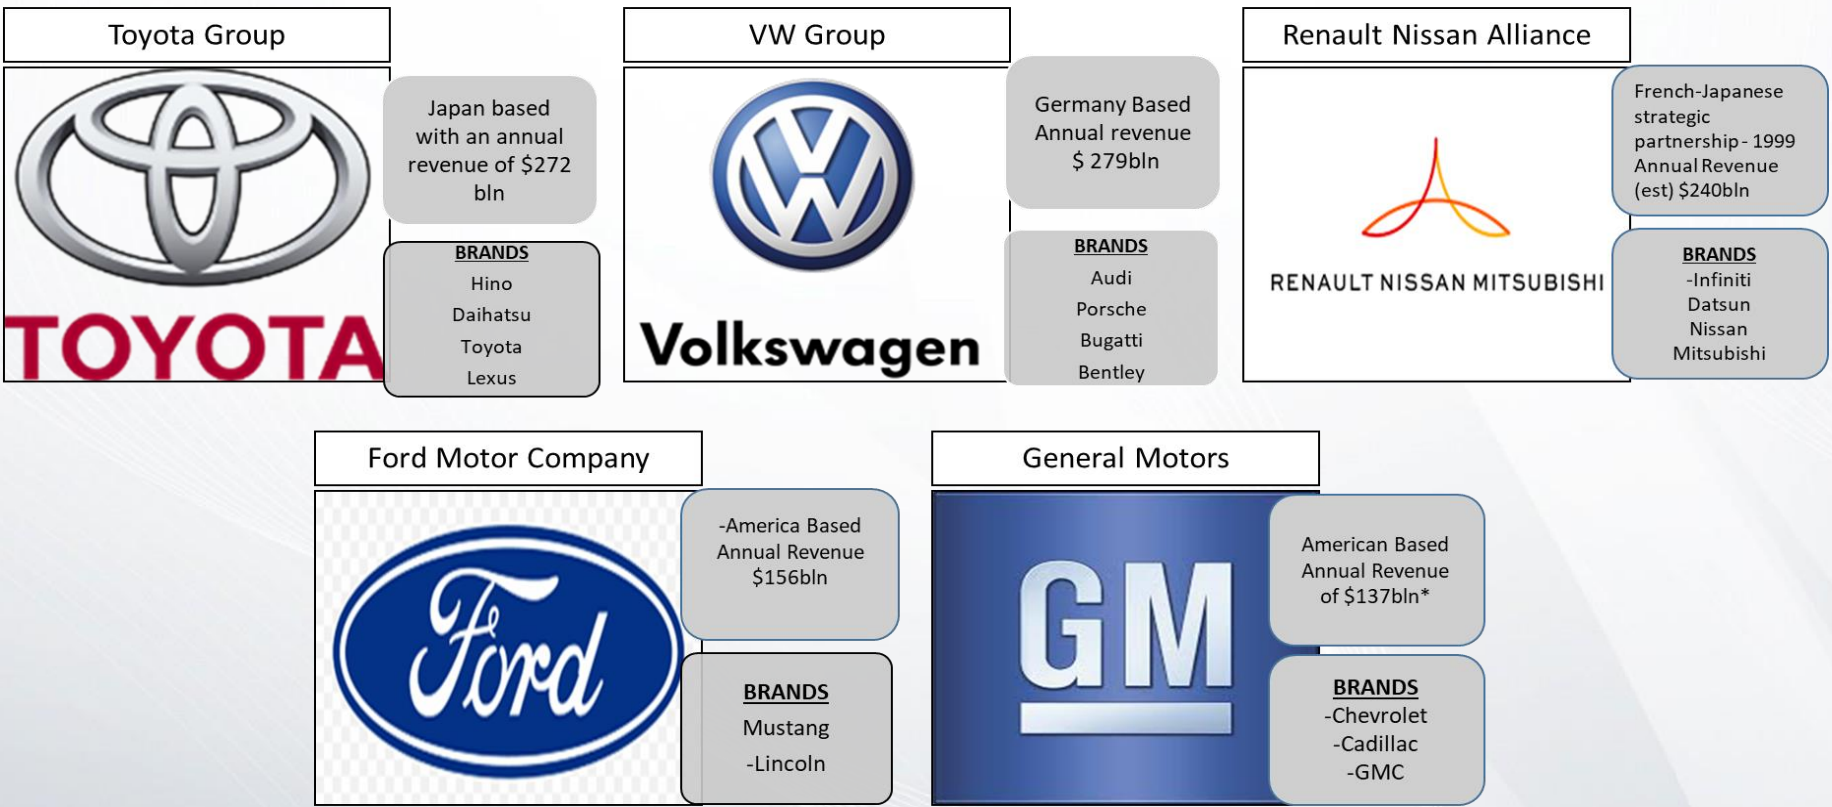 Toyota Group
TOYOTA
Japan based
with an annual
revenue of $272
bln
BRANDS
Hino
Daihatsu
Toyota
Lexus
VW Group
VW
Volkswagen
Germany Based
Annual revenue
$ 279bln
BRANDS
Audi
Porsche
Bugatti
Bentley
Renault Nissan Alliance
RENAULT NISSAN MITSUBISHI
French-Japanese
strategic
partnership - 1999
Annual Revenue
(est) $240bln
BRANDS
-Infiniti
Datsun
Nissan
Mitsubishi
Ford Motor Company
Ford
-America Based
Annual Revenue
$156bln
BRANDS
Mustang
-Lincoln
General Motors
GM
American Based
Annual Revenue
of $137bln*
BRANDS
-Chevrolet
-Cadillac
-GMC